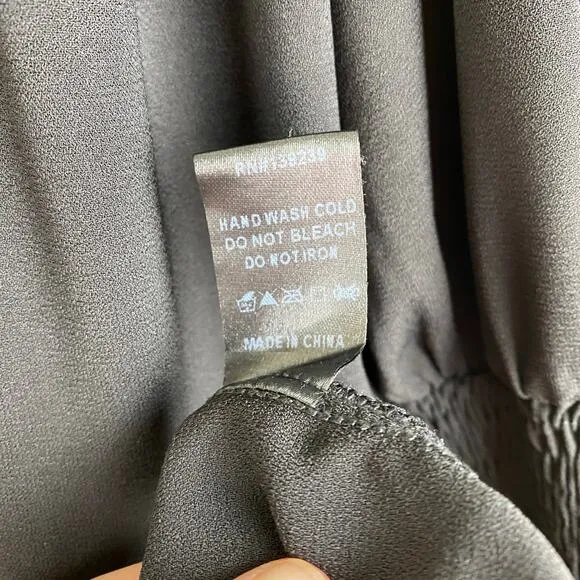 RN#139239
HAND WASH COLD
DO NOT BLEACH
DO NOT IRON
MADE IN CHINA